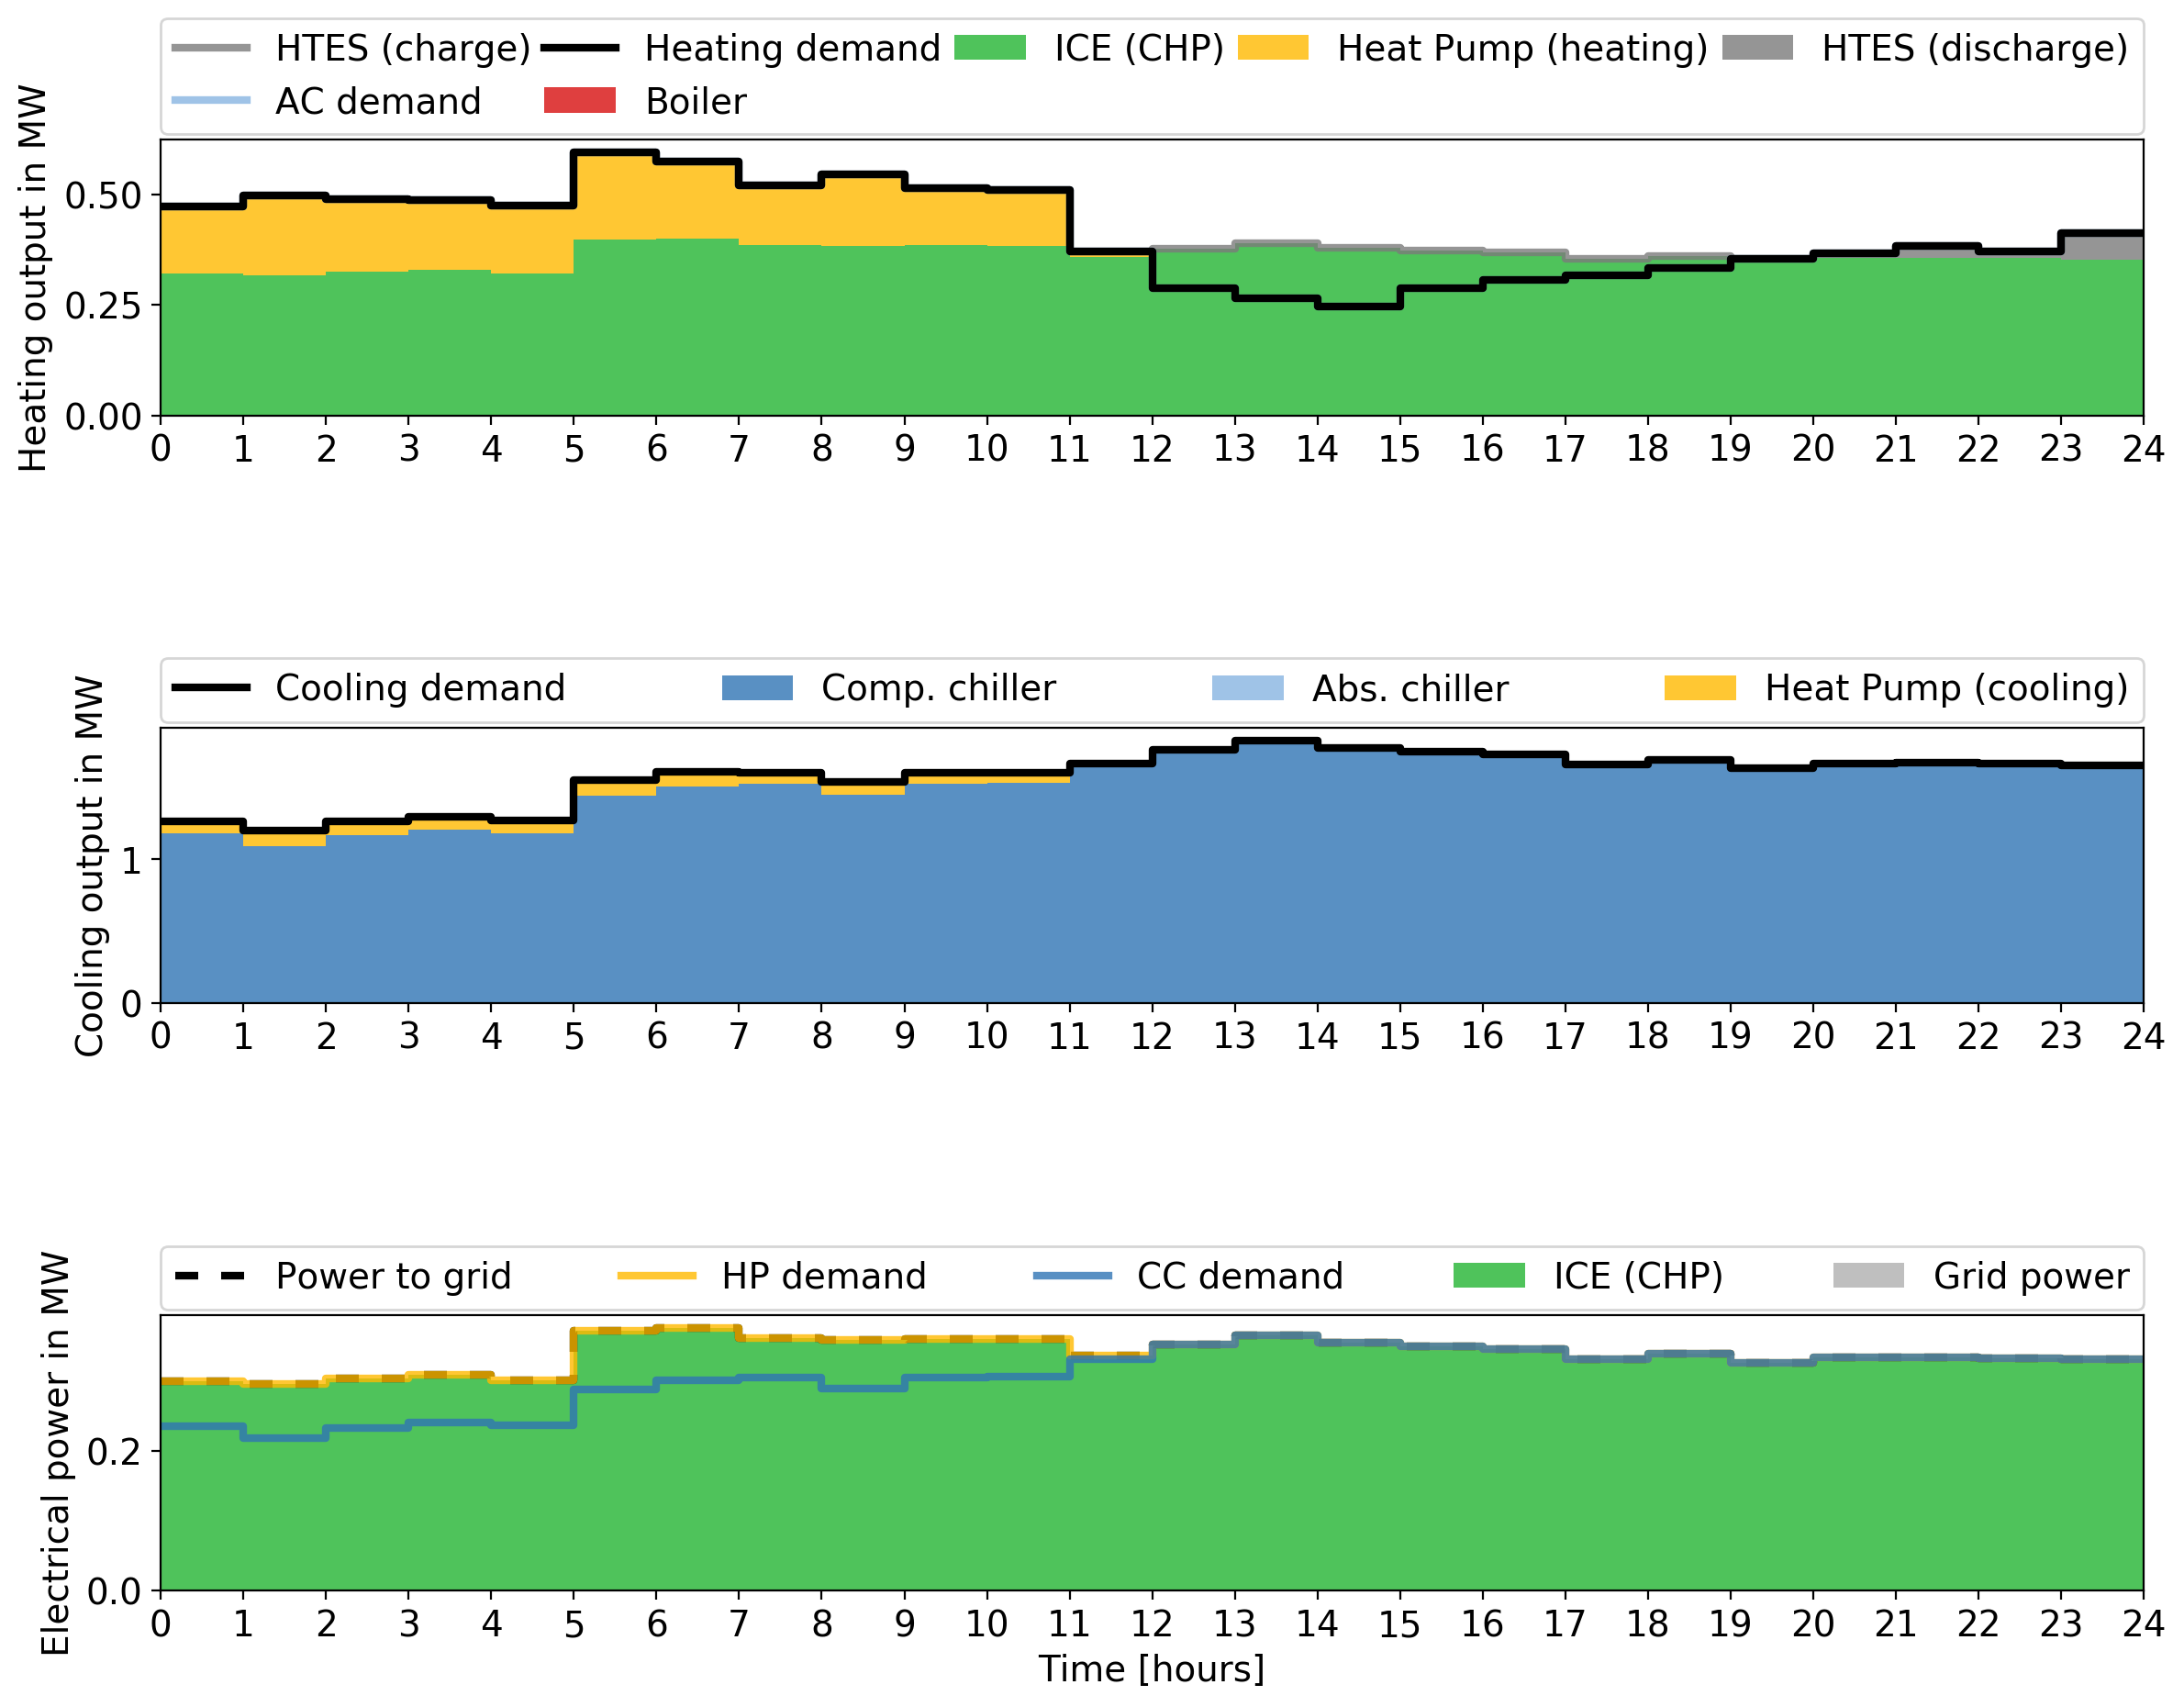 HTES (charge) Heating demand ICE (CHP) Heat Pump (heating) HTES (discharge)
AC demand Boiler
Heating output in MW
0.50
0.25
0.00
0 1 2 3 4 5 6 7 8 9 10 11 12 13 14 15 16 17 18 19 20 21 22 23 24
Cooling demand Comp. chiller Abs. chiller Heat Pump (cooling)
Cooling output in MW
1
0
0 1 2 3 4 5 6 7 8 9 10 11 12 13 14 15 16 17 18 19 20 21 22 23 24
Power to grid HP demand CC demand ICE (CHP) Grid power
Electrical power in MW
0.2
0.0
0 1 2 3 4 5 6 7 8 9 10 11 12 13 14 15 16 17 18 19 20 21 22 23 24
Time [hours]